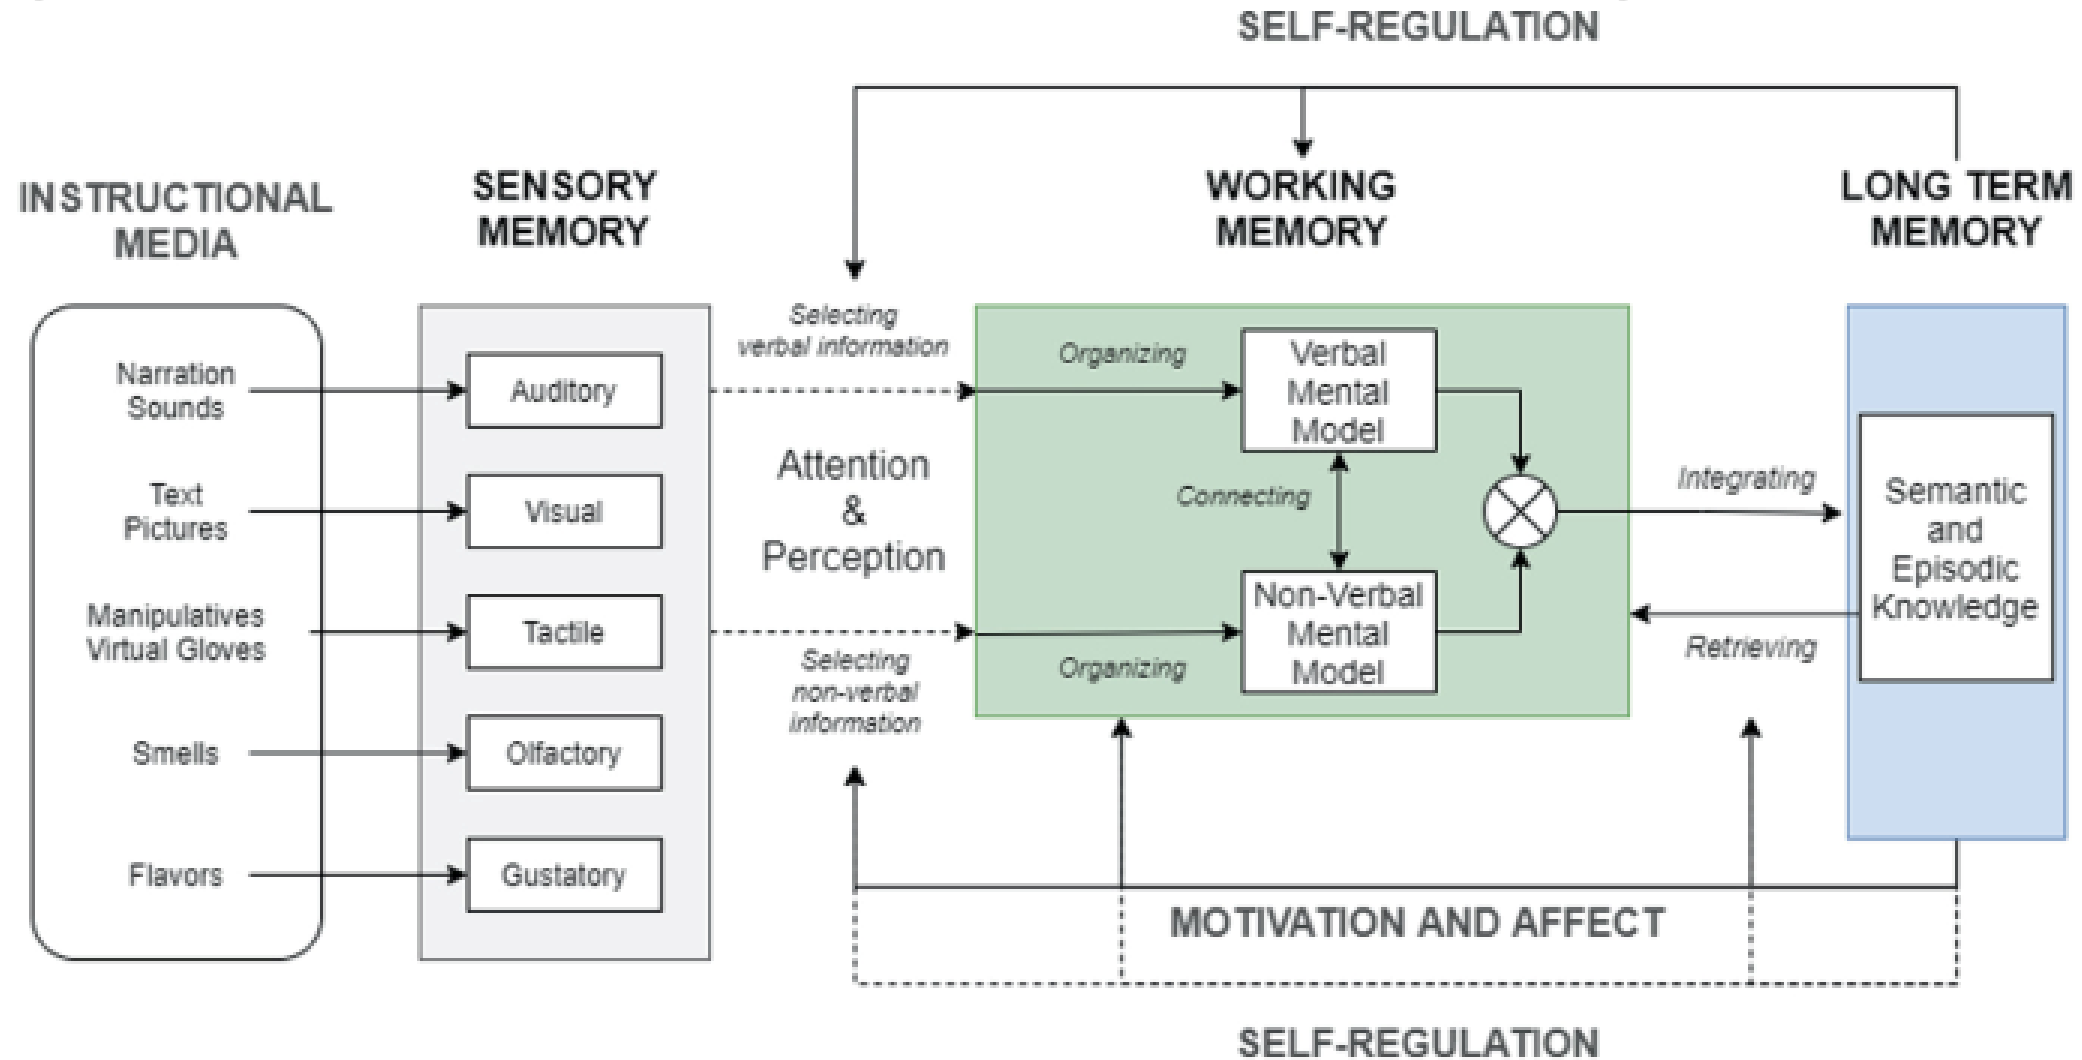 SELF-REGULATION
INSTRUCTIONAL
MEDIA
SENSORY
MEMORY
WORKING
MEMORY
LONG TERM
MEMORY
Narration
Sounds
Text
Pictures
Manipulatives
Virtual Gloves
Smells
Flavors
Auditory
Visual
Tactile
Olfactory
Gustatory
Selecting
verbal information
Attention
&
Perception
Selecting
non-verbal
information
Organizing
Verbal
Mental
Model
Connecting
Organizing
Non-Verbal
Mental
Model
Integrating
Retrieving
Semantic
and
Episodic
Knowledge
MOTIVATION AND AFFECT
SELF-REGULATION